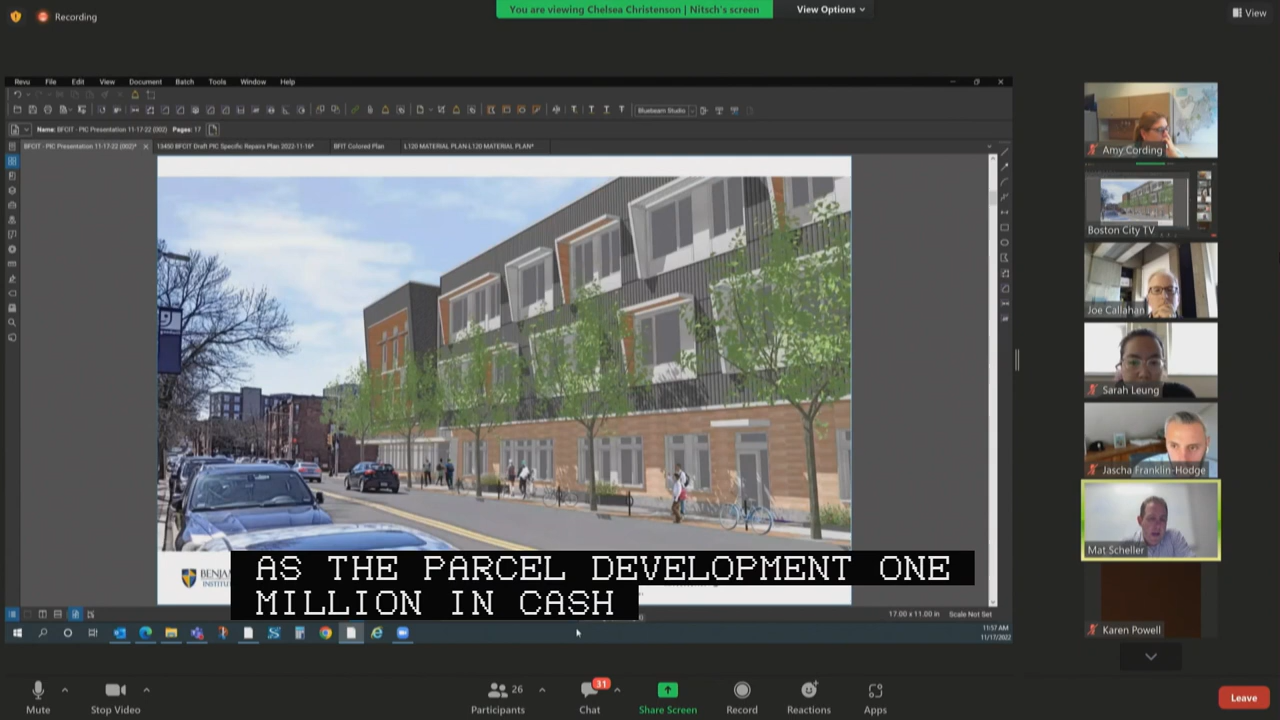 Recording
You are viewing Chelsea Christenson | Nitsch's screen
View Options
View
Revu File Edit View Document Batch Tools Window Help
Bluebeam Studio
Name: BFCIT - PIC Presentation 11-17-22 (002) Pages: 17
BFCIT - PIC Presentation 11-17-22 (002)*
13450 BFCIT Draft PIC Specific Repairs Plan 2022-11-16*
BFIT Colored Plan
L120 MATERIAL PLAN L120 MATERIAL PLAN*
Amy Cording
Boston City TV
Joe Callahan
Sarah Leung
Jascha Franklin-Hodge
Mat Scheller
Karen Powell
AS THE PARCEL DEVELOPMENT ONE
MILLION IN CASH
17.00 x 11.00 in Scale Not Set
11:57 AM
11/17/2022
Mute
Stop Video
26
Participants
31
Chat
Share Screen
Record
Reactions
Apps
Leave